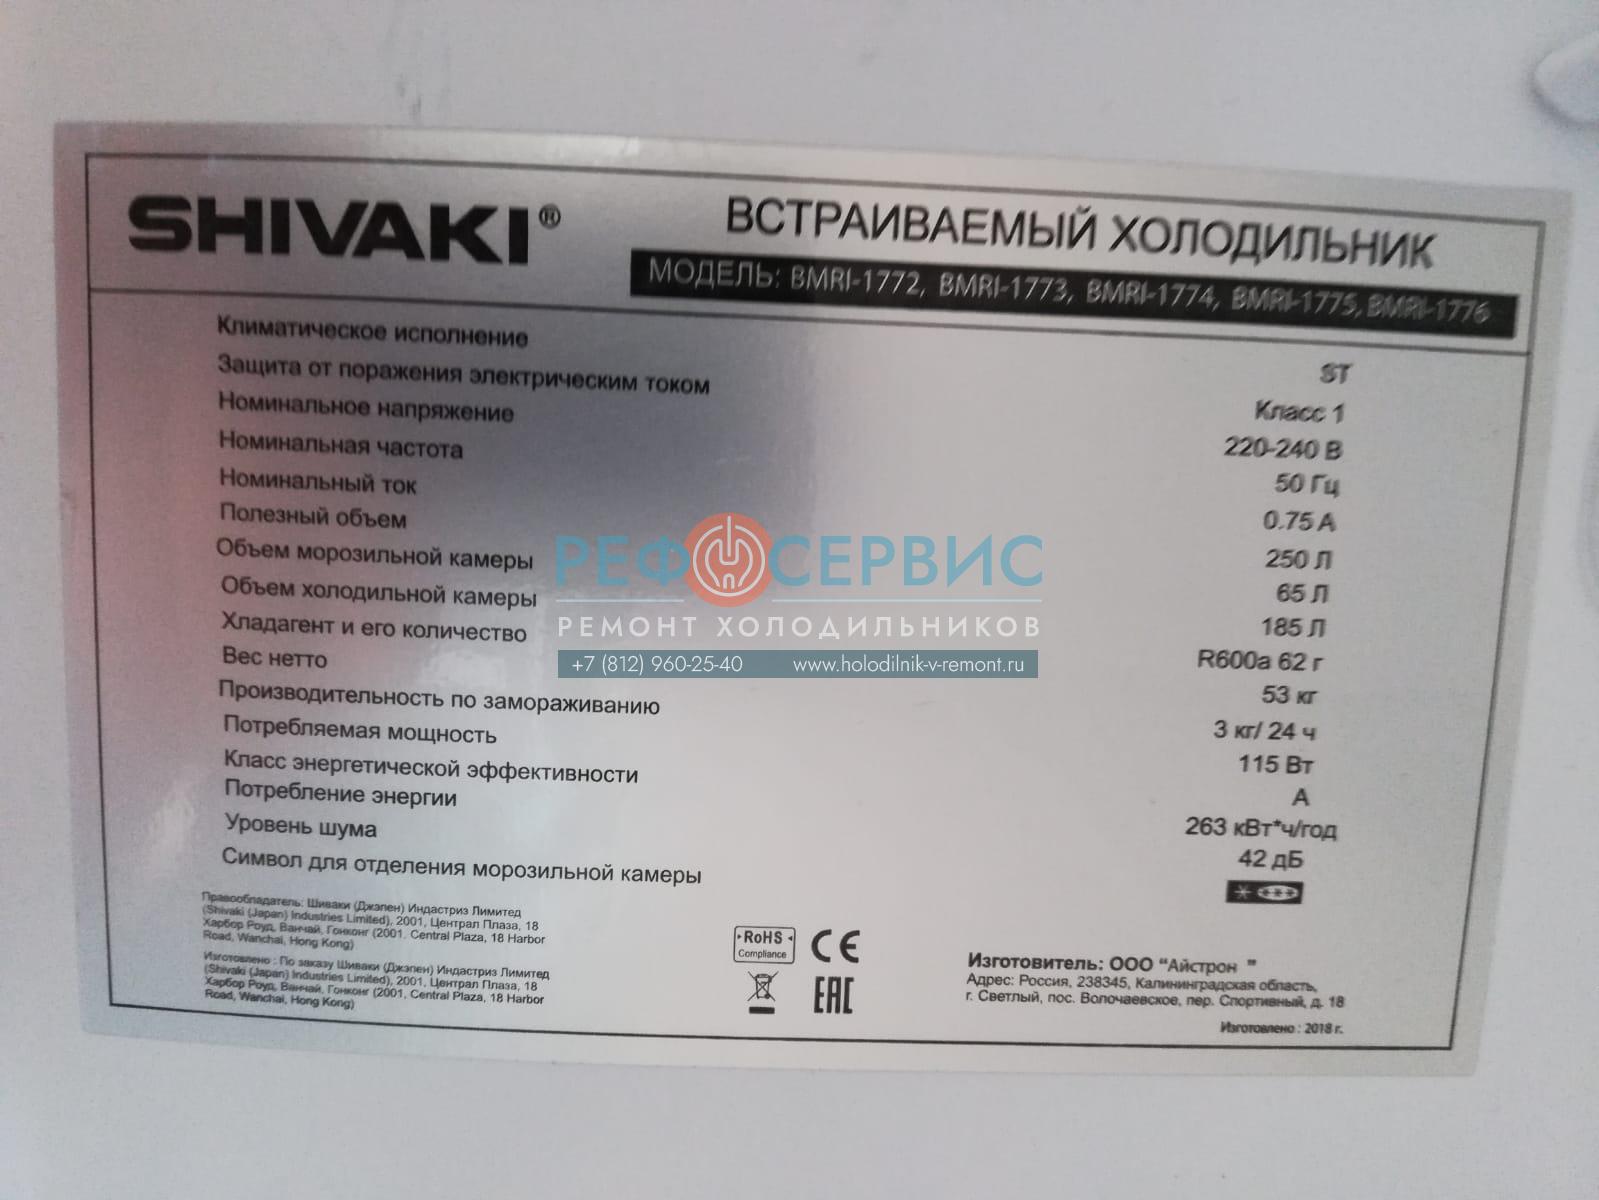 SHIVAKI®
ВСТРАИВАЕМЫЙ ХОЛОДИЛЬНИК
МОДЕЛЬ: BMRI-1772, BMRI-1773, BMRI-1774, BMRI-1775, BMRI-1776
Климатическое исполнение ST
Защита от поражения электрическим током Класс 1
Номинальное напряжение 220-240 В
Номинальная частота 50 Гц
Номинальный ток 0.75 А
Полезный объем 250 Л
Объем морозильной камеры 65 Л
Объем холодильной камеры 185 Л
Хладагент и его количество R600a 62 г
Вес нетто 53 кг
Производительность по замораживанию 3 кг/ 24 ч
Потребляемая мощность 115 Вт
Класс энергетической эффективности А
Потребление энергии 263 кВт*ч/год
Уровень шума 42 дБ
Символ для отделения морозильной камеры
РЕФ СЕРВИС
РЕМОНТ ХОЛОДИЛЬНИКОВ
+7 (812) 960-25-40 www.holodilnik-v-remont.ru
Правообладатель: Шиваки (Джэпен) Индастриз Лимитед
(Shivaki (Japan) Industries Limited), 2001, Централ Плаза, 18
Харбор Роуд, Ванчай, Гонконг (2001. Central Plaza, 18 Harbor
Road, Wanchai, Hong Kong)
Изготовлено : По заказу Шиваки (Джэпен) Индастриз Лимитед
(Shivaki (Japan) Industries Limited), 2001, Централ Плаза, 18
Харбор Роуд, Ванчай, Гонконг (2001, Central Plaza, 18 Harbor
Road, Wanchai, Hong Kong)
RoHS
Compliance
CE
EAC
Изготовитель: ООО "Айстрон "
Адрес: Россия, 238345, Калининградская область,
г. Светлый, пос. Волочаевское, пер. Спортивный, д. 18
Изготовлено : 2018 г.